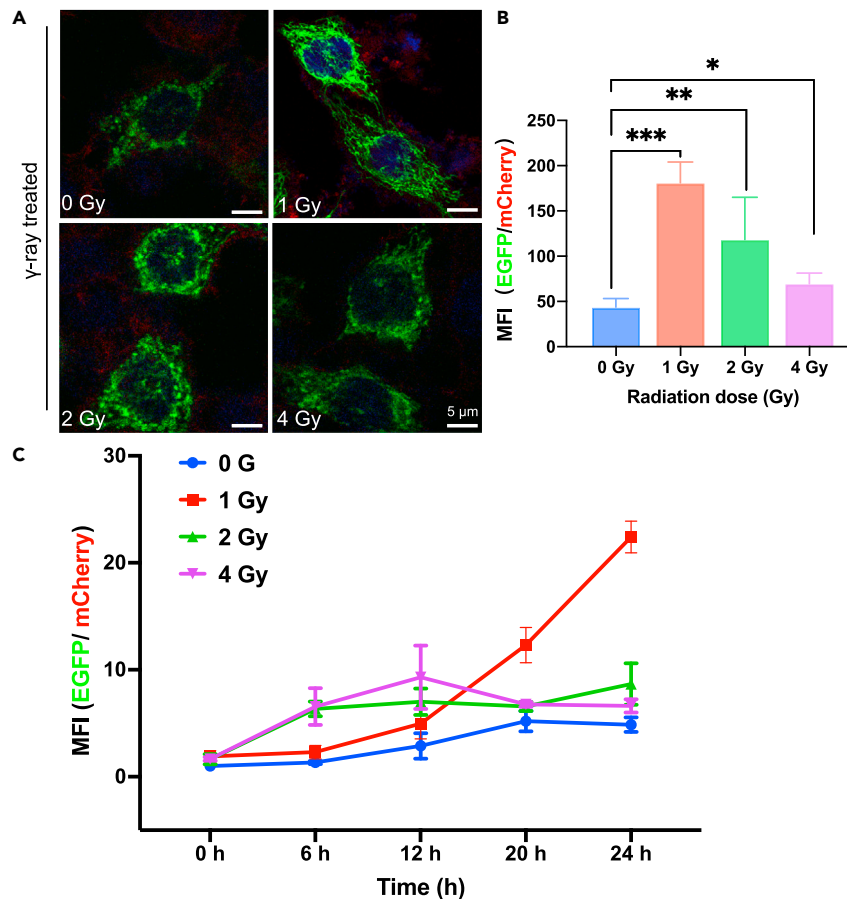 A
γ-ray treated
0 Gy
1 Gy
2 Gy
4 Gy
5 μm
B
*
**
***
MFI (EGFP/mCherry)
250
200
150
100
50
0
0 Gy
1 Gy
2 Gy
4 Gy
Radiation dose (Gy)
C
MFI (EGFP/ mCherry)
30
20
10
0
0 G
1 Gy
2 Gy
4 Gy
0 h
6 h
12 h
20 h
24 h
Time (h)